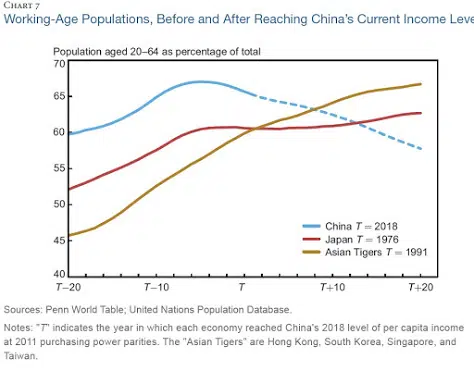 CHART 7
Working-Age Populations, Before and After Reaching China's Current Income Leve
Population aged 20–64 as percentage of total
70
65
60
55
50
45
40
China T = 2018
Japan T = 1976
Asian Tigers T = 1991
T–20
T–10
T
T+10
T+20
Sources: Penn World Table; United Nations Population Database.
Notes: "T" indicates the year in which each economy reached China's 2018 level of per capita income
at 2011 purchasing power parities. The "Asian Tigers" are Hong Kong, South Korea, Singapore, and
Taiwan.